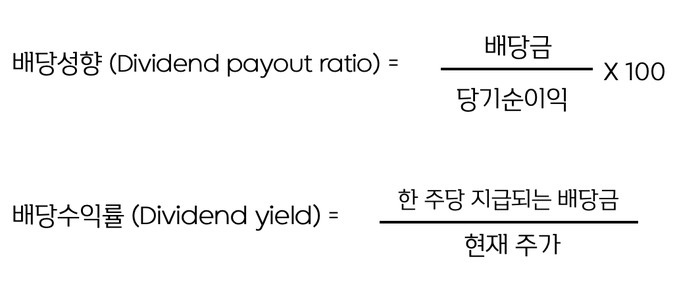 배당성향 (Dividend payout ratio) = 배당금 / 당기순이익 X 100
배당수익률 (Dividend yield) = 한 주당 지급되는 배당금 / 현재 주가